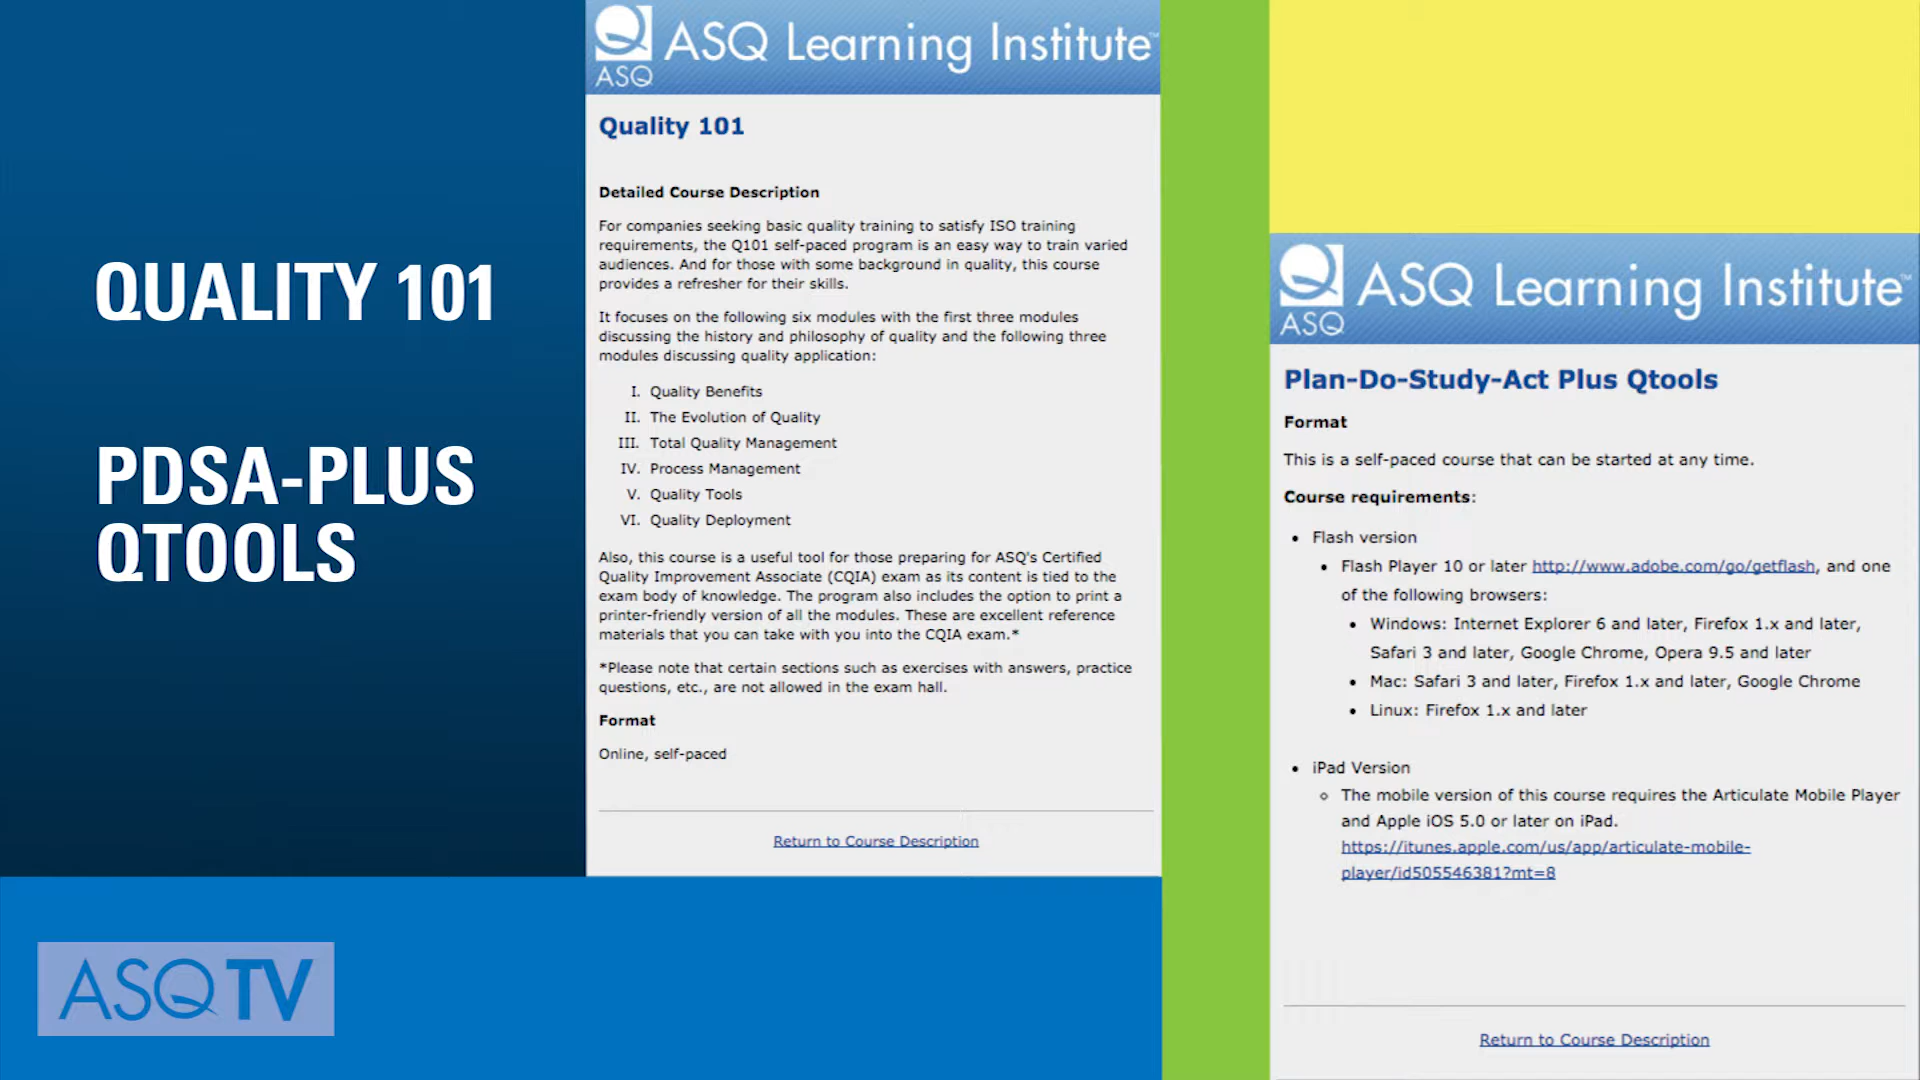 QUALITY 101
PDSA-PLUS
QTOOLS
ASQ TV
ASQ Learning Institute™
ASQ
Quality 101
Detailed Course Description
For companies seeking basic quality training to satisfy ISO training
requirements, the Q101 self-paced program is an easy way to train varied
audiences. And for those with some background in quality, this course
provides a refresher for their skills.
It focuses on the following six modules with the first three modules
discussing the history and philosophy of quality and the following three
modules discussing quality application:
I. Quality Benefits
II. The Evolution of Quality
III. Total Quality Management
IV. Process Management
V. Quality Tools
VI. Quality Deployment
Also, this course is a useful tool for those preparing for ASQ's Certified
Quality Improvement Associate (CQIA) exam as its content is tied to the
exam body of knowledge. The program also includes the option to print a
printer-friendly version of all the modules. These are excellent reference
materials that you can take with you into the CQIA exam.*
*Please note that certain sections such as exercises with answers, practice
questions, etc., are not allowed in the exam hall.
Format
Online, self-paced
Return to Course Description
ASQ Learning Institute™
ASQ
Plan-Do-Study-Act Plus Qtools
Format
This is a self-paced course that can be started at any time.
Course requirements:
• Flash version
• Flash Player 10 or later http://www.adobe.com/go/getflash, and one
of the following browsers:
• Windows: Internet Explorer 6 and later, Firefox 1.x and later,
Safari 3 and later, Google Chrome, Opera 9.5 and later
• Mac: Safari 3 and later, Firefox 1.x and later, Google Chrome
• Linux: Firefox 1.x and later
• iPad Version
◦ The mobile version of this course requires the Articulate Mobile Player
and Apple iOS 5.0 or later on iPad.
https://itunes.apple.com/us/app/articulate-mobile-
player/id505546381?mt=8
Return to Course Description